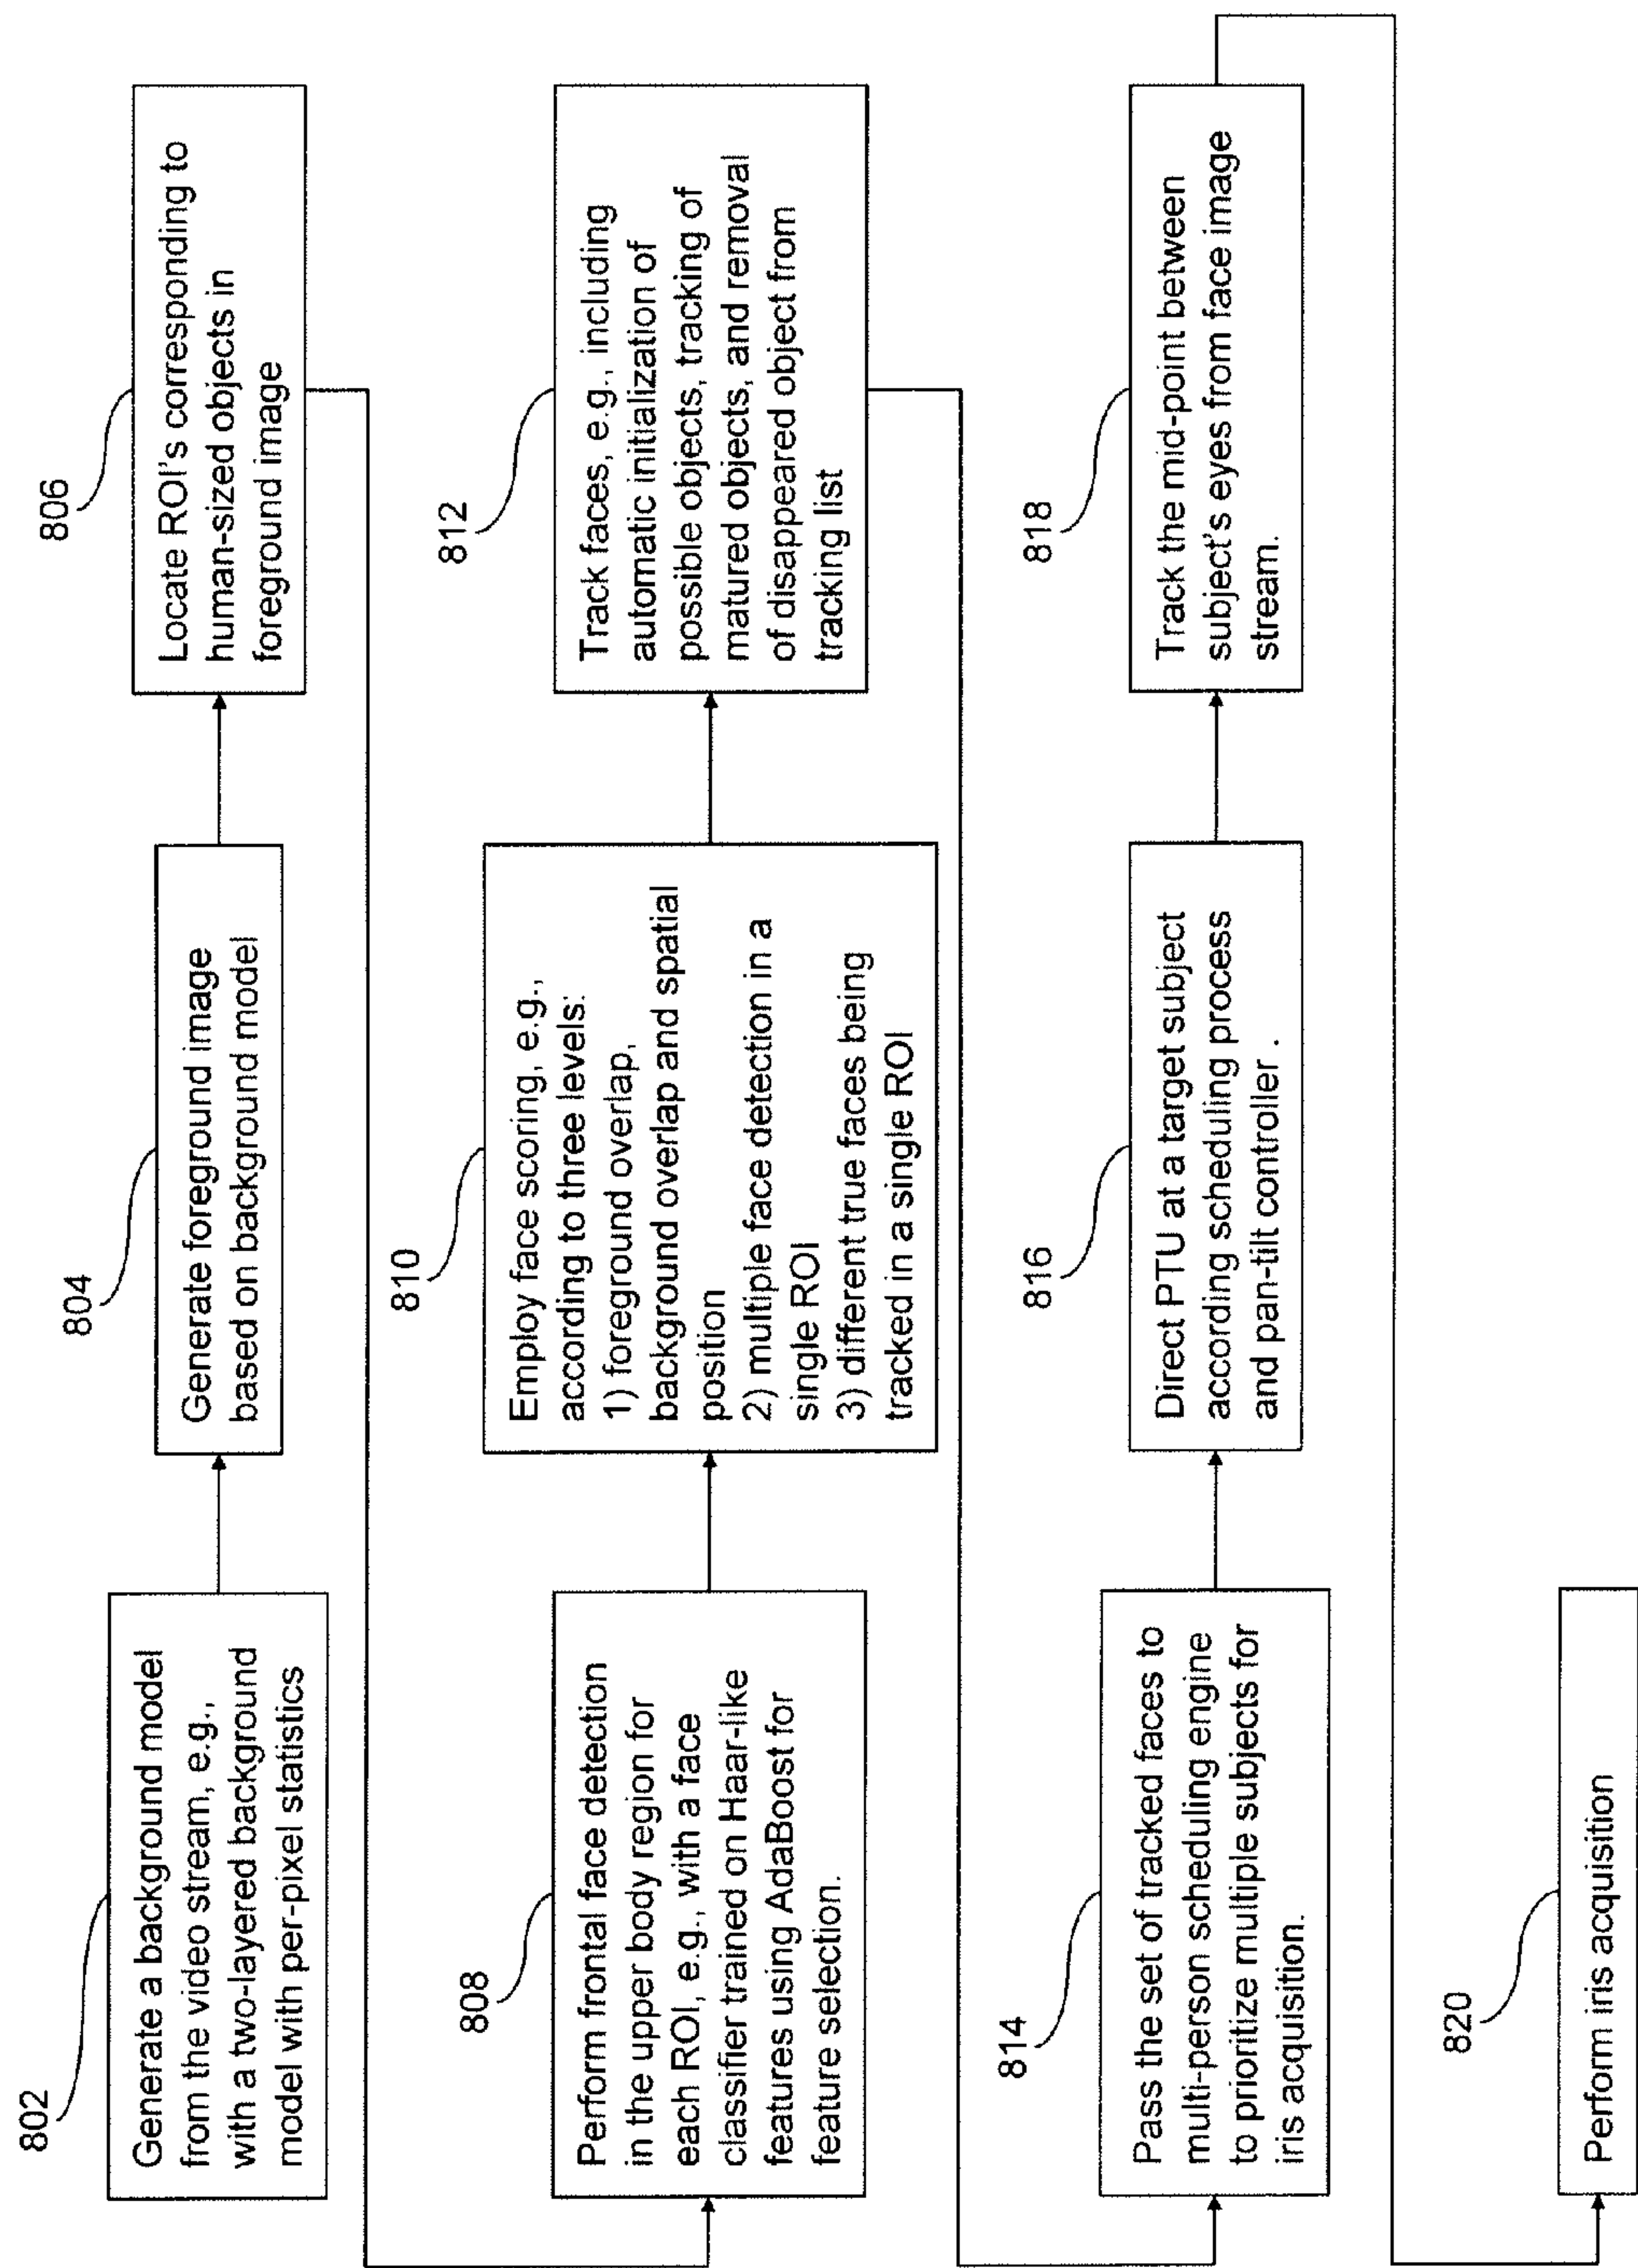 802
Generate a background model
from the video stream, e.g.,
with a two-layered background
model with per-pixel statistics
804
Generate foreground image
based on background model
806
Locate ROI's corresponding to
human-sized objects in
foreground image
808
Perform frontal face detection
in the upper body region for
each ROI, e.g., with a face
classifier trained on Haar-like
features using AdaBoost for
feature selection.
810
Employ face scoring, e.g.,
according to three levels:
1) foreground overlap,
background overlap and spatial
position
2) multiple face detection in a
single ROI
3) different true faces being
tracked in a single ROI
812
Track faces, e.g., including
automatic initialization of
possible objects, tracking of
matured objects, and removal
of disappeared object from
tracking list
814
Pass the set of tracked faces to
multi-person scheduling engine
to prioritize multiple subjects for
iris acquisition.
816
Direct PTU at a target subject
according scheduling process
and pan-tilt controller .
818
Track the mid-point between
subject's eyes from face image
stream.
820
Perform iris acquisition